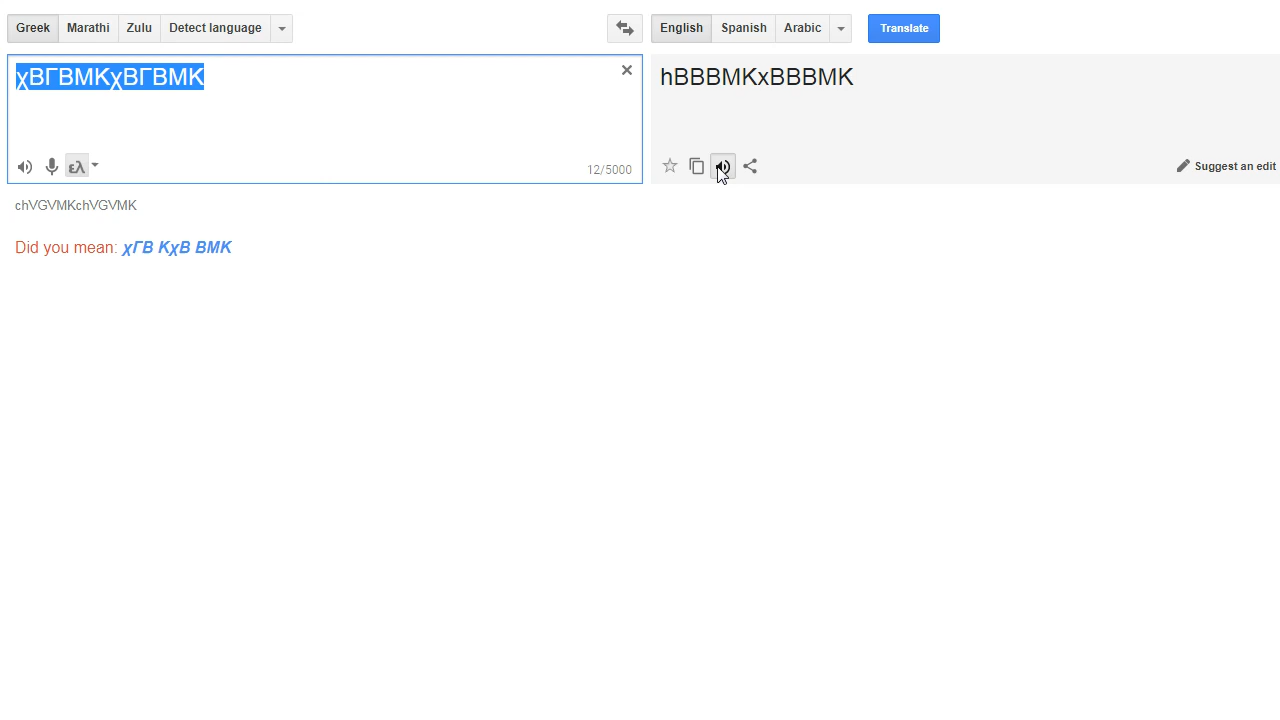 Greek Marathi Zulu Detect language English Spanish Arabic Translate
χΒΓΒΜΚχΒΓΒΜΚ
hBBBMKxBBBMK
ελ 12/5000 Suggest an edit
chVGVMKchVGVMK
Did you mean: χΓΒ ΚχΒ ΒΜΚ